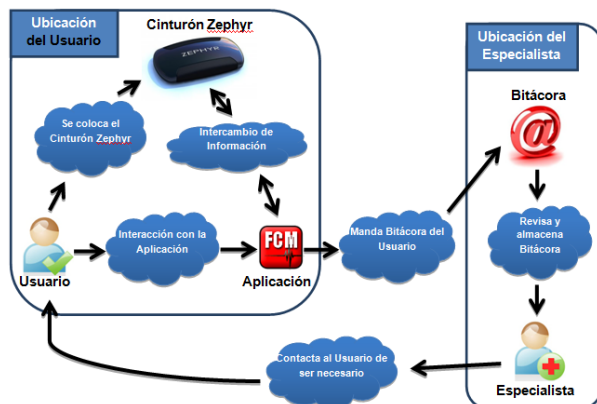 Ubicación
del Usuario
Cinturón Zephyr
ZEPHYR
Se coloca el
Cinturón Zephyr
Intercambio de
Información
Usuario
Interacción con la
Aplicación
FCM
Aplicación
Manda Bitácora del
Usuario
Ubicación del
Especialista
Bitácora
@
Revisa y
almacena
Bitácora
Especialista
Contacta al Usuario de
ser necesario